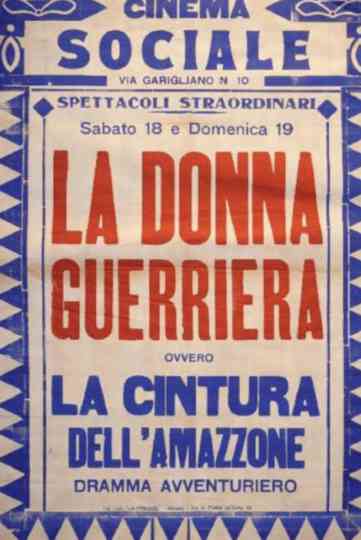 CINEMA
SOCIALE
VIA GARIGLIANO N 10
SPETTACOLI STRAORDINARI
Sabato 18 e Domenica 19
LA DONNA
GUERRIERA
OVVERO
LA CINTURA
DELL'AMAZZONE
DRAMMA AVVENTURIERO